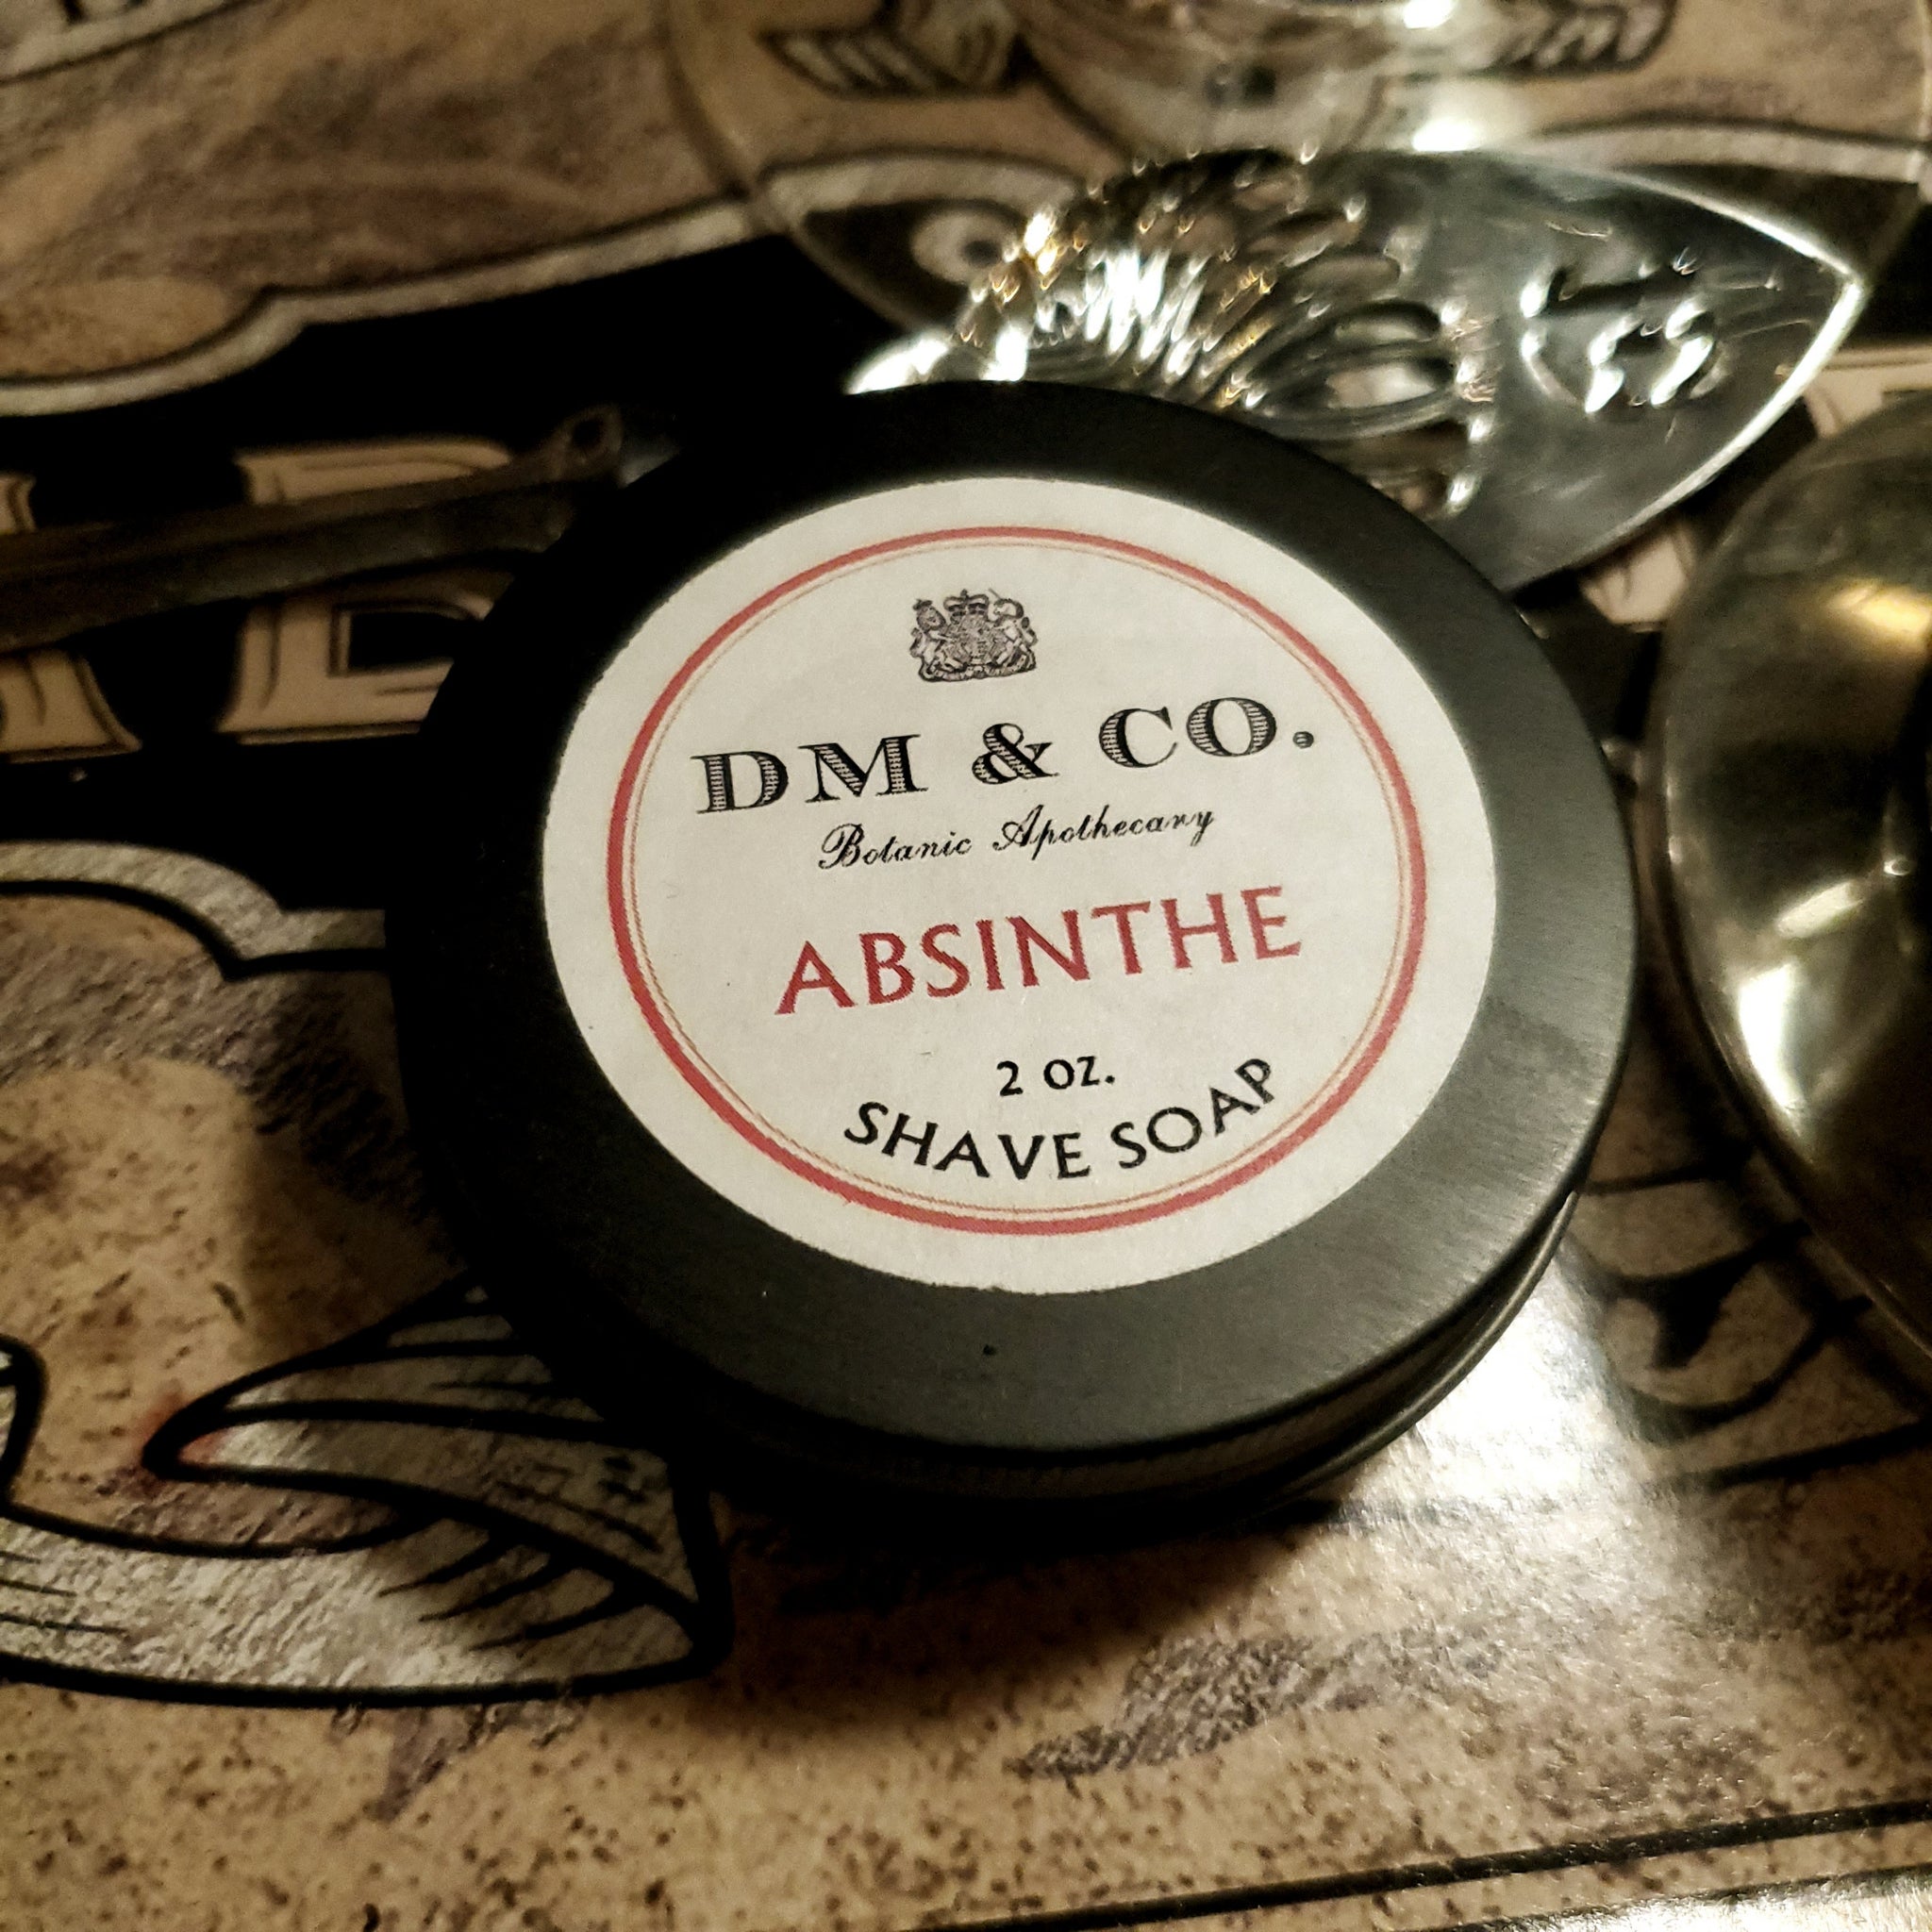 DM & CO.
Botanic Apothecary
ABSINTHE
2 OZ.
SHAVE SOAP